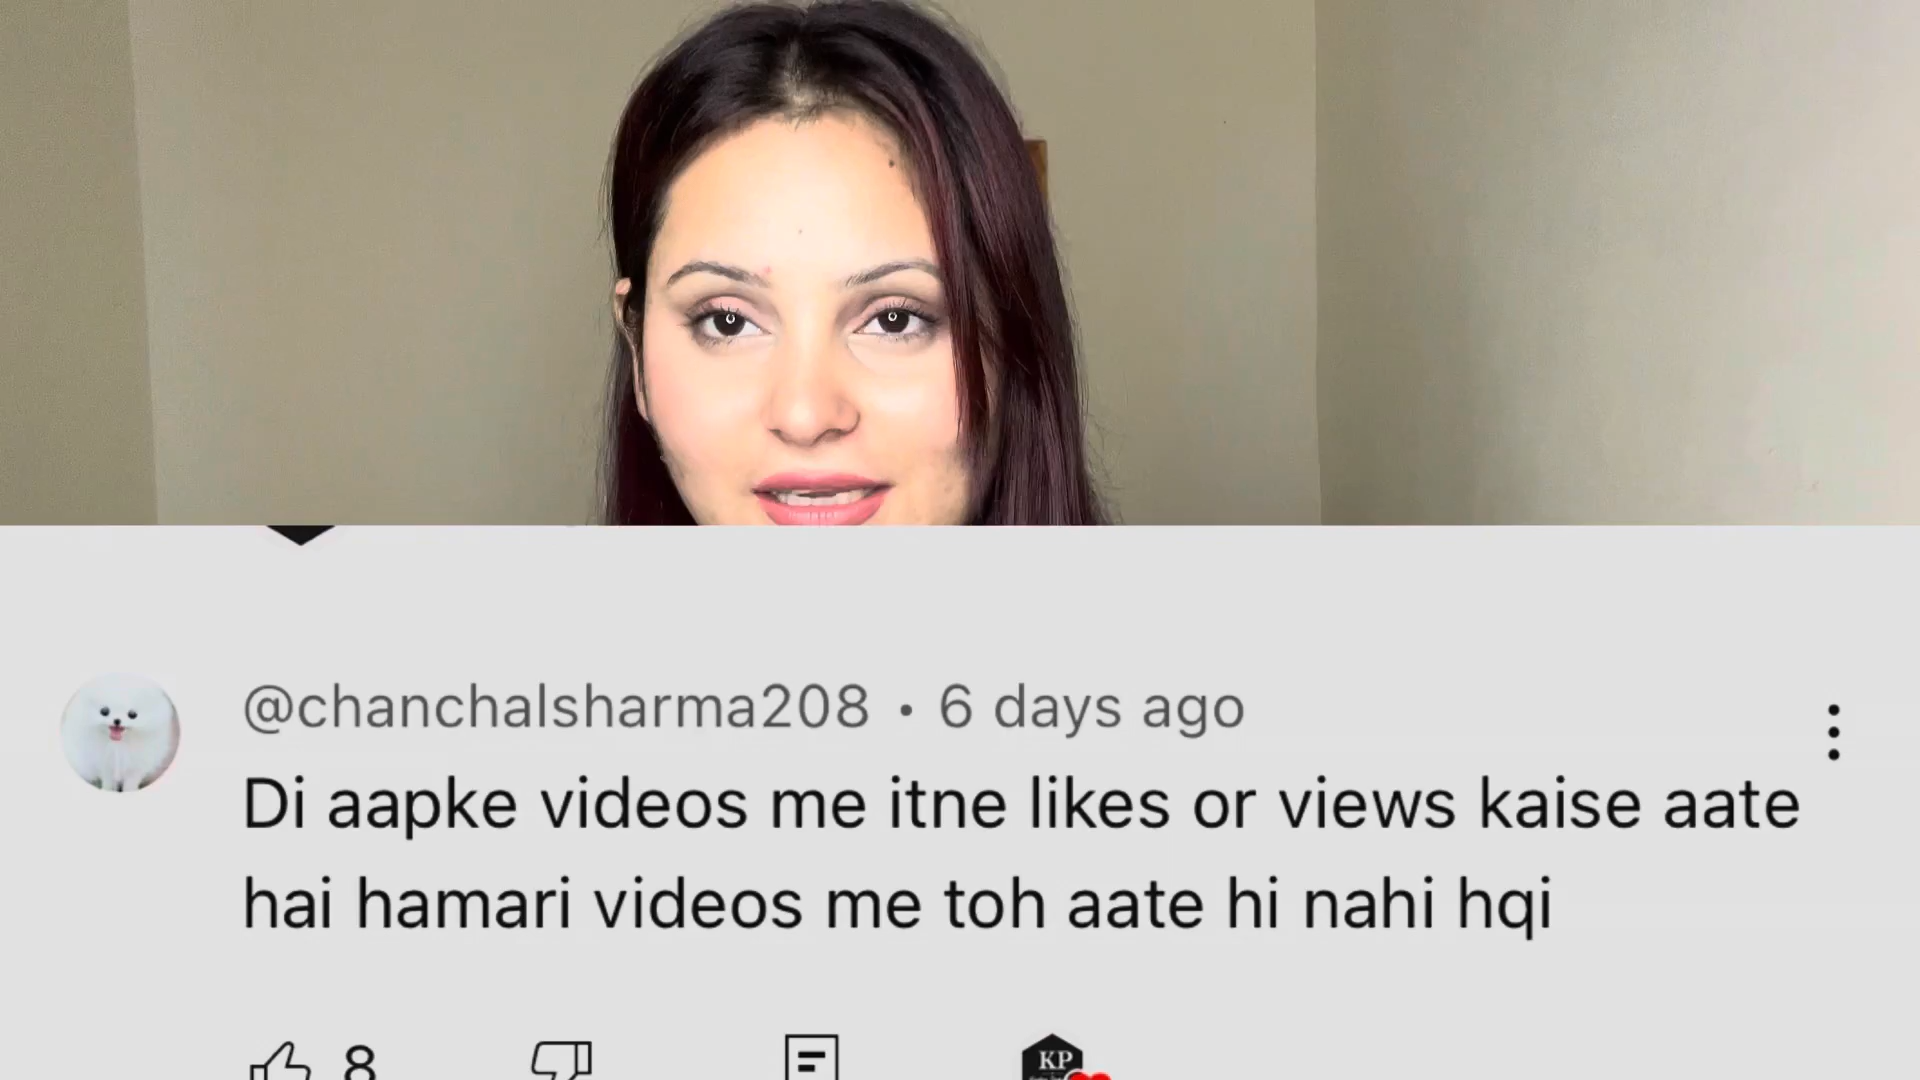 @chanchalsharma208 • 6 days ago
Di aapke videos me itne likes or views kaise aate
hai hamari videos me toh aate hi nahi hqi
8
KP